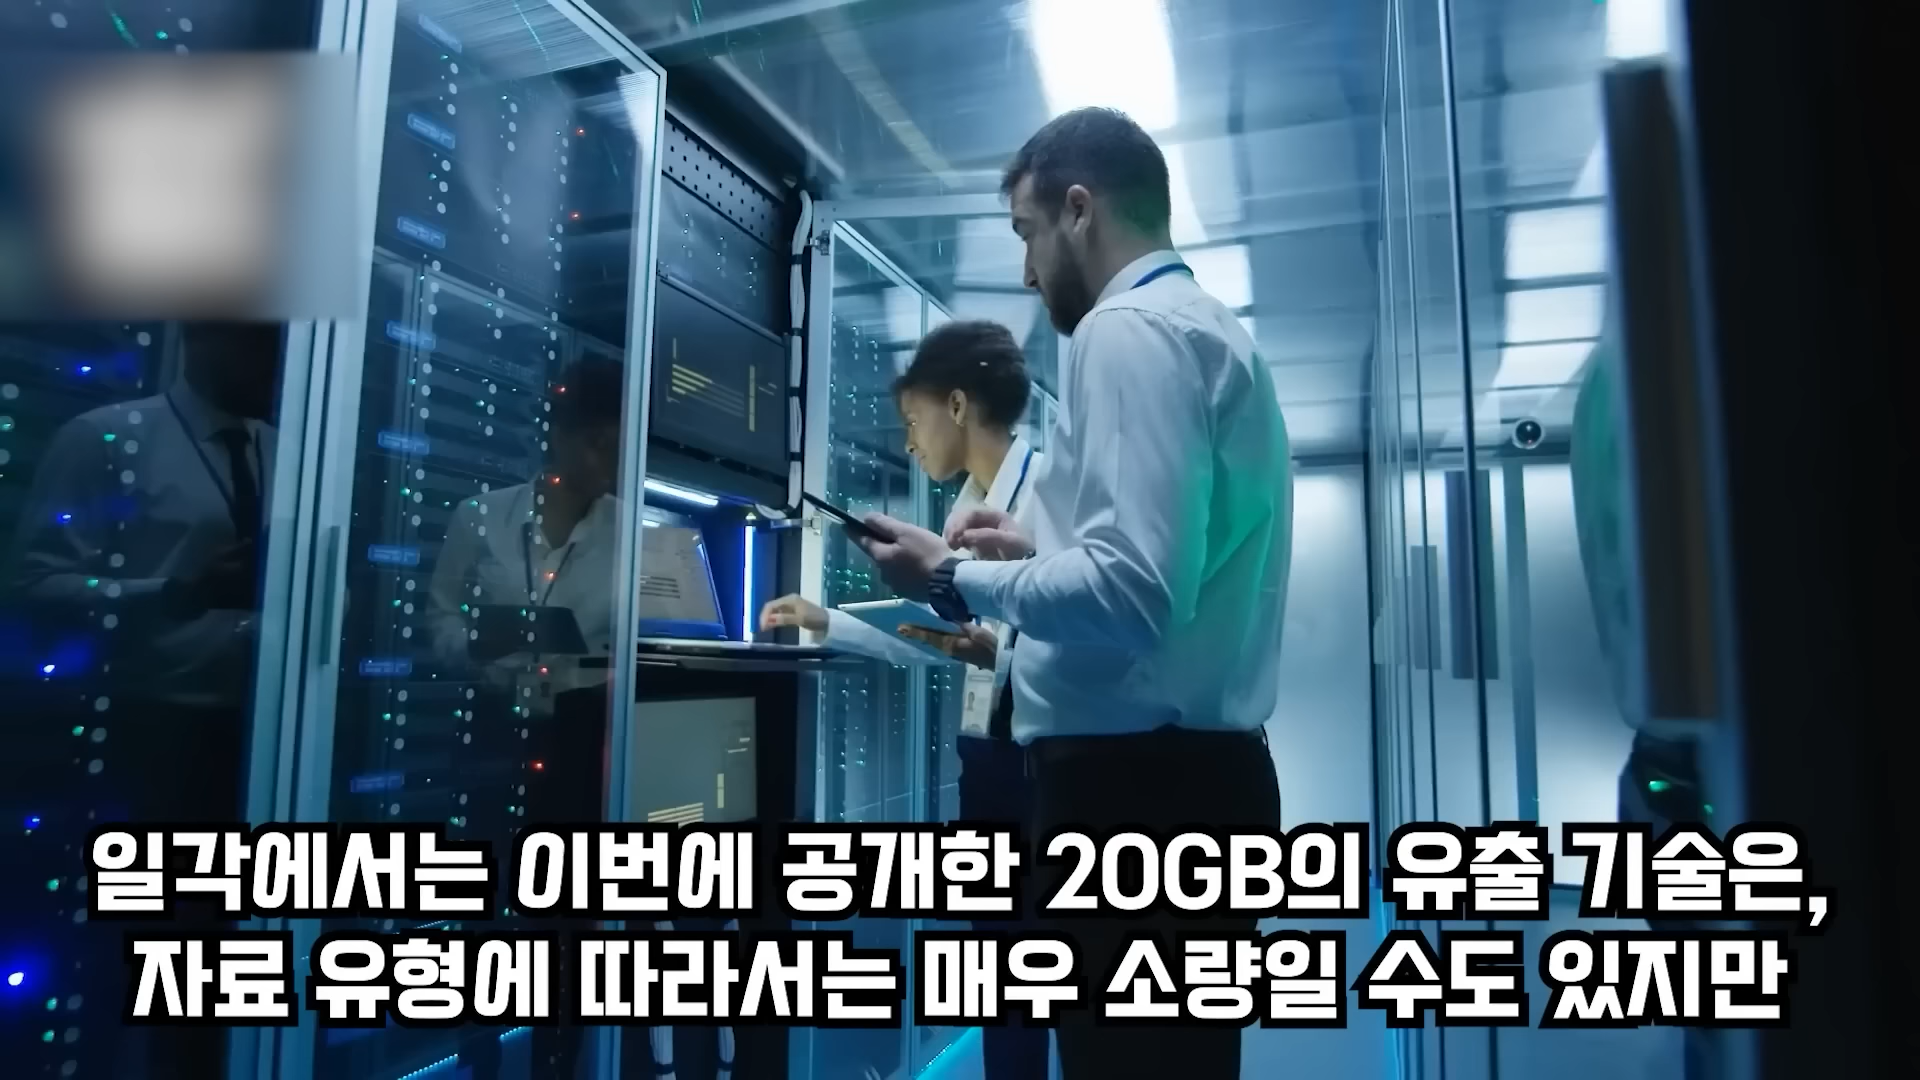 일각에서는 이번에 공개한 20GB의 유출 기술은,
자료 유형에 따라서는 매우 소량일 수도 있지만